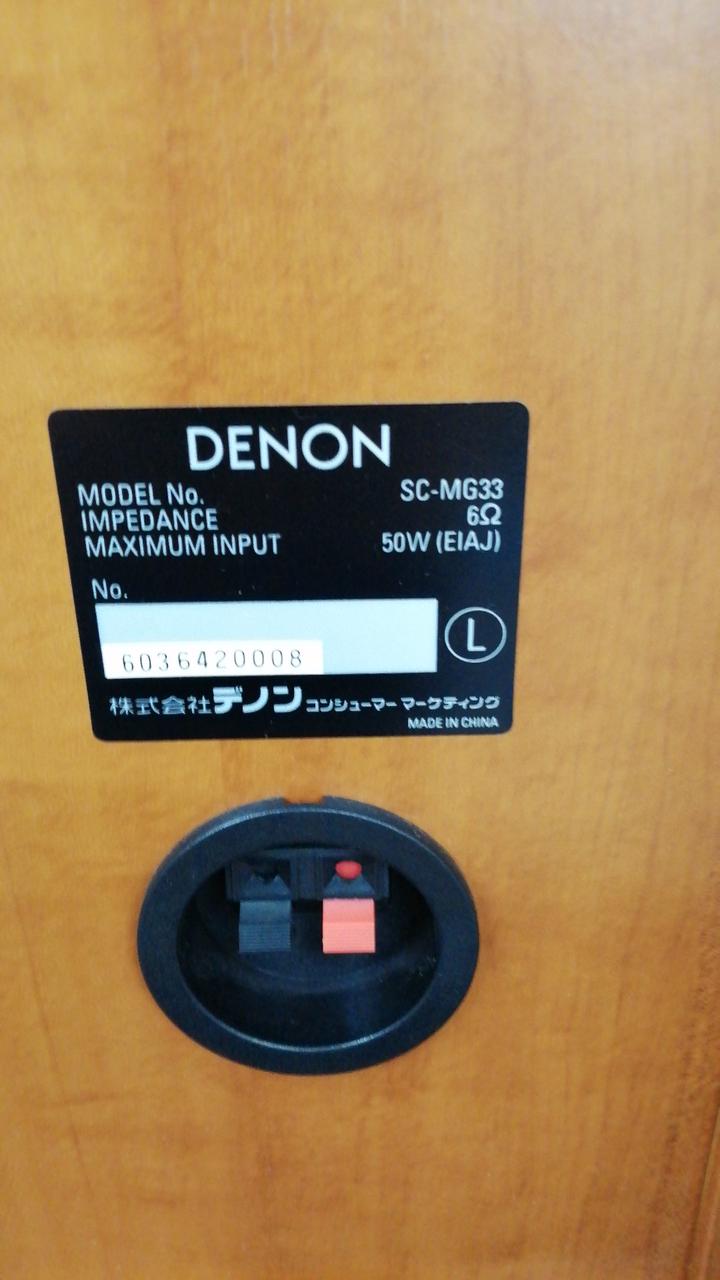 DENON
MODEL No. SC-MG33
IMPEDANCE 6Ω
MAXIMUM INPUT 50W (EIAJ)
No.
6036420008
L
株式会社デノン コンシューマー マーケティング
MADE IN CHINA